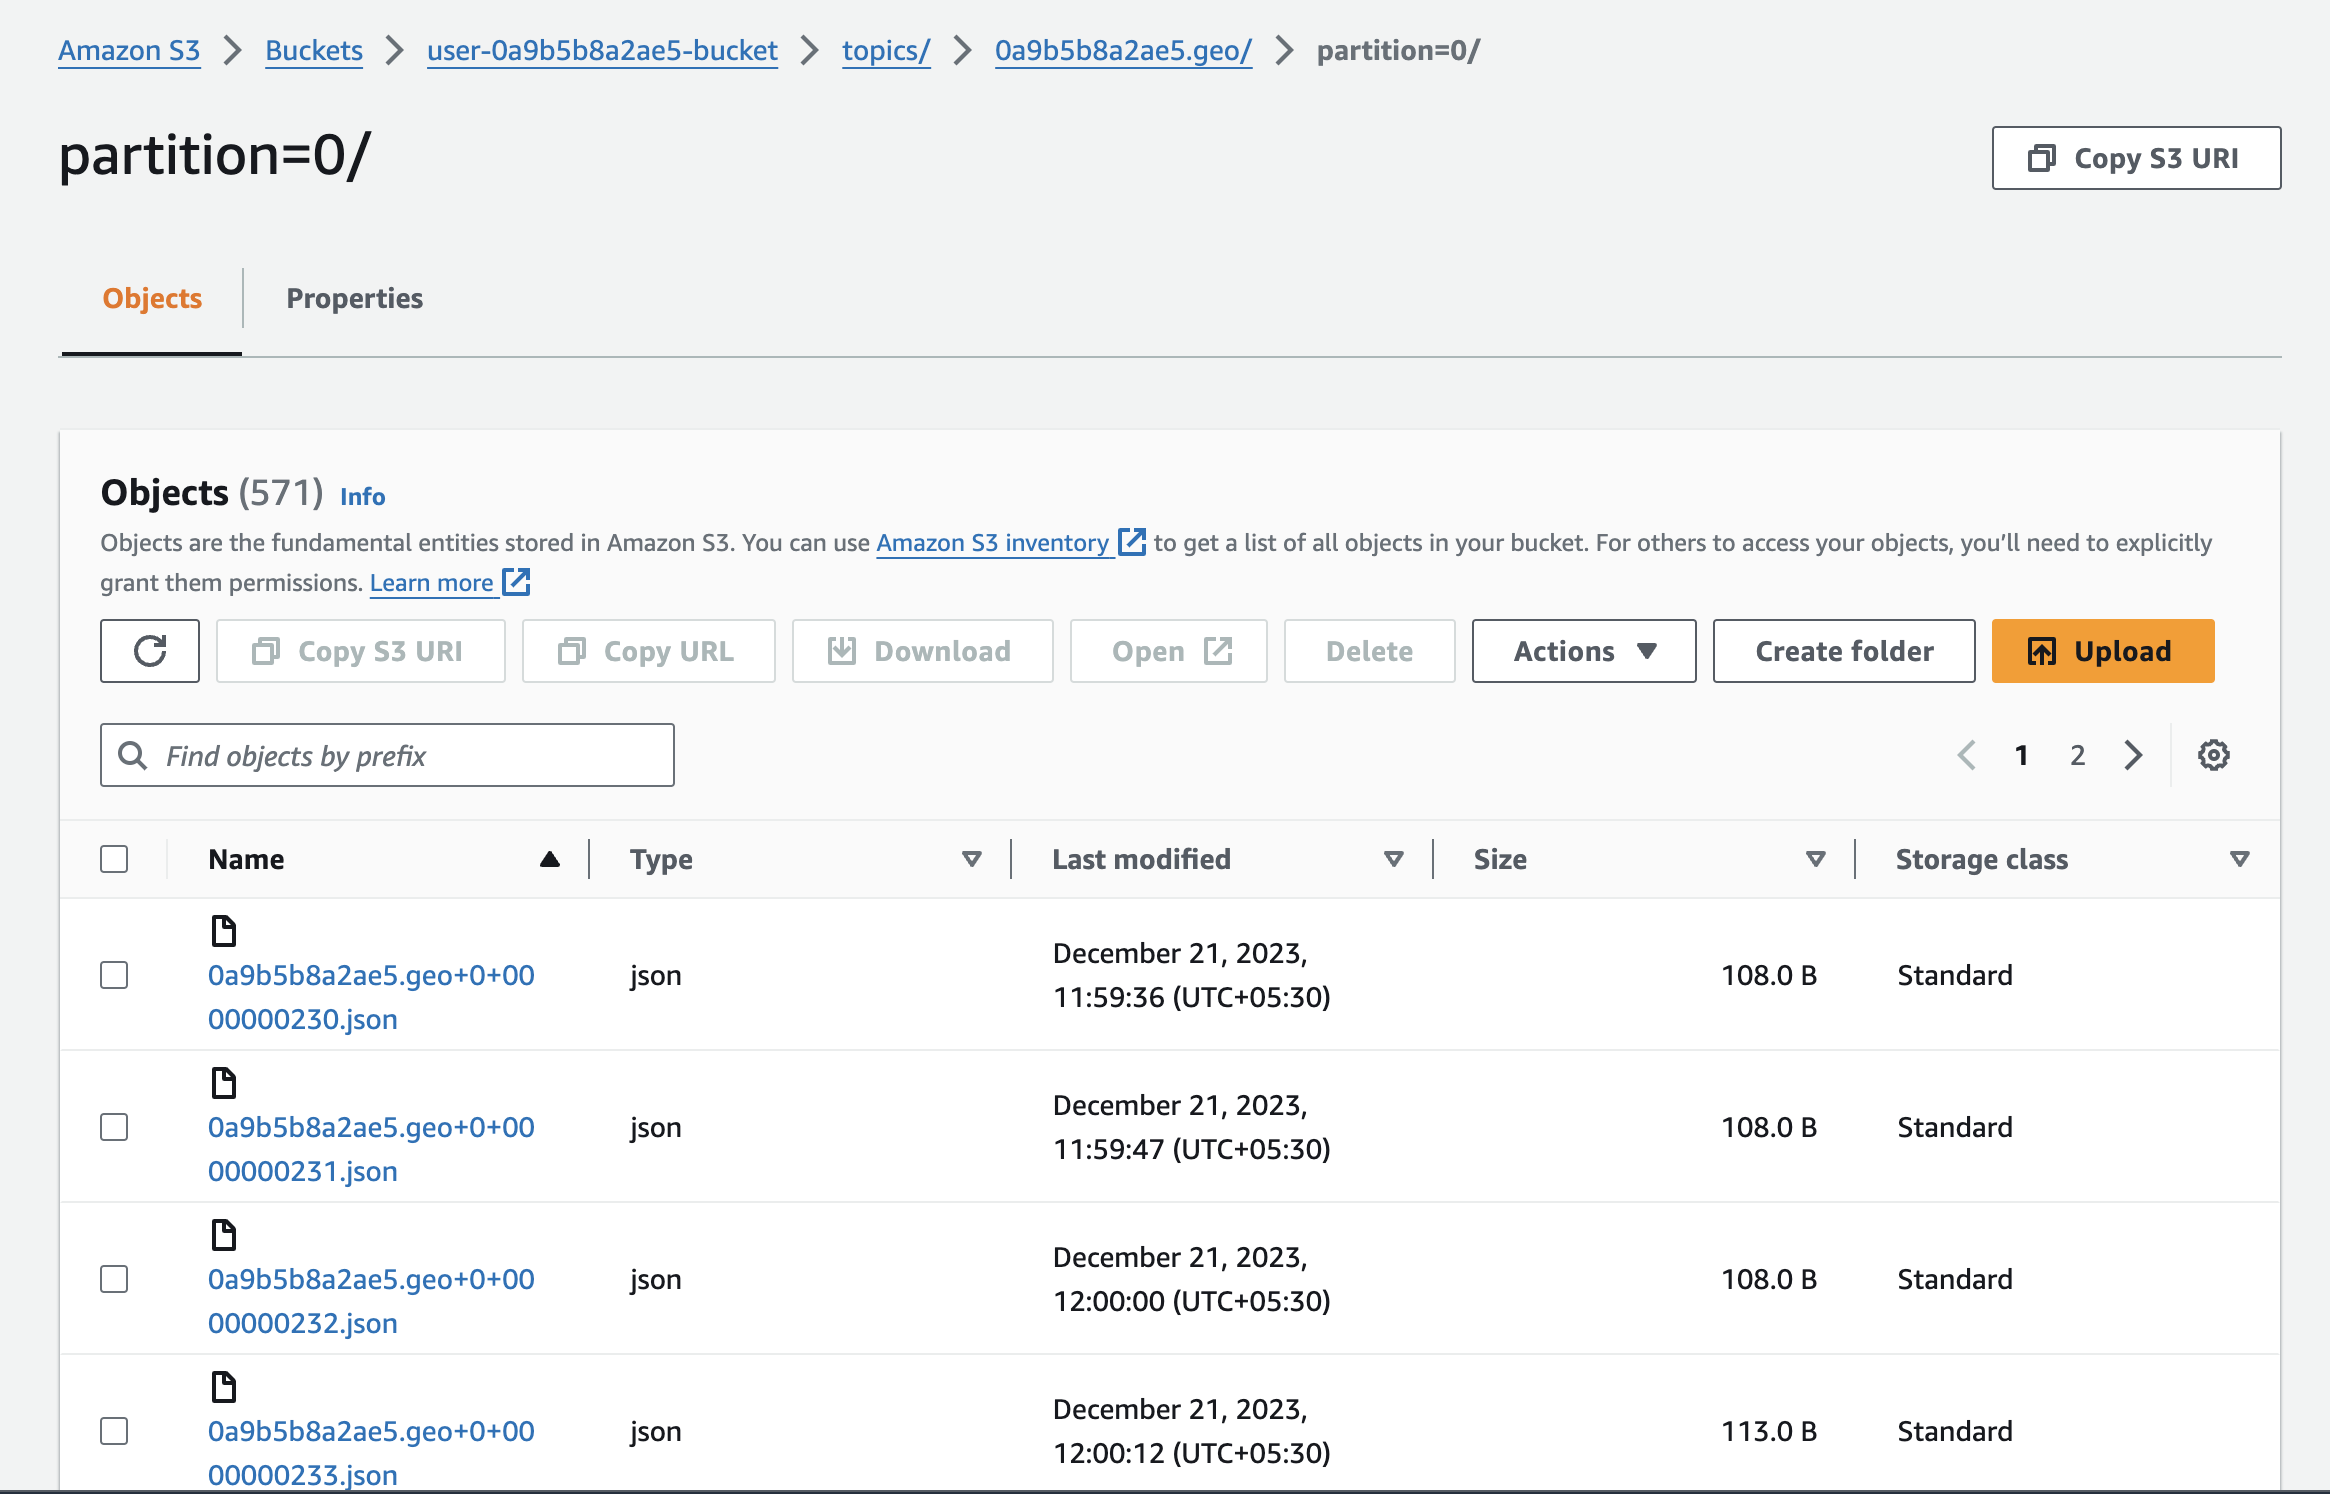 Amazon S3 > Buckets > user-0a9b5b8a2ae5-bucket > topics/ > 0a9b5b8a2ae5.geo/ > partition=0/
partition=0/
Copy S3 URI
Objects
Properties
Objects (571) Info
Objects are the fundamental entities stored in Amazon S3. You can use Amazon S3 inventory to get a list of all objects in your bucket. For others to access your objects, you’ll need to explicitly
grant them permissions. Learn more
Copy S3 URI Copy URL Download Open Delete Actions Create folder Upload
Find objects by prefix
1 2
Name Type Last modified Size Storage class
0a9b5b8a2ae5.geo+0+00
00000230.json
json
December 21, 2023,
11:59:36 (UTC+05:30)
108.0 B
Standard
0a9b5b8a2ae5.geo+0+00
00000231.json
json
December 21, 2023,
11:59:47 (UTC+05:30)
108.0 B
Standard
0a9b5b8a2ae5.geo+0+00
00000232.json
json
December 21, 2023,
12:00:00 (UTC+05:30)
108.0 B
Standard
0a9b5b8a2ae5.geo+0+00
00000233.json
json
December 21, 2023,
12:00:12 (UTC+05:30)
113.0 B
Standard